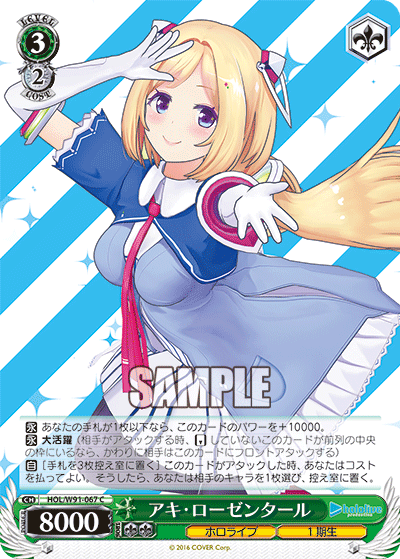 LEVEL
3
2
COST
SAMPLE
永 あなたの手札が1枚以下なら、このカードのパワーを+10000。
永 大活躍 (相手がアタックする時、[▼]していないこのカードが前列の中央
の枠にいるなら、かわりに相手はこのカードにフロントアタックする)
自 [手札を3枚控え室に置く] このカードがアタックした時、あなたはコスト
を払ってよい。そうしたら、あなたは相手のキャラを1枚選び、控え室に置く。
CH HOL/W91-067 C
8000
アキ・ローゼンタール
hololive
ホロライブ
1期生
© 2016 COVER Corp.